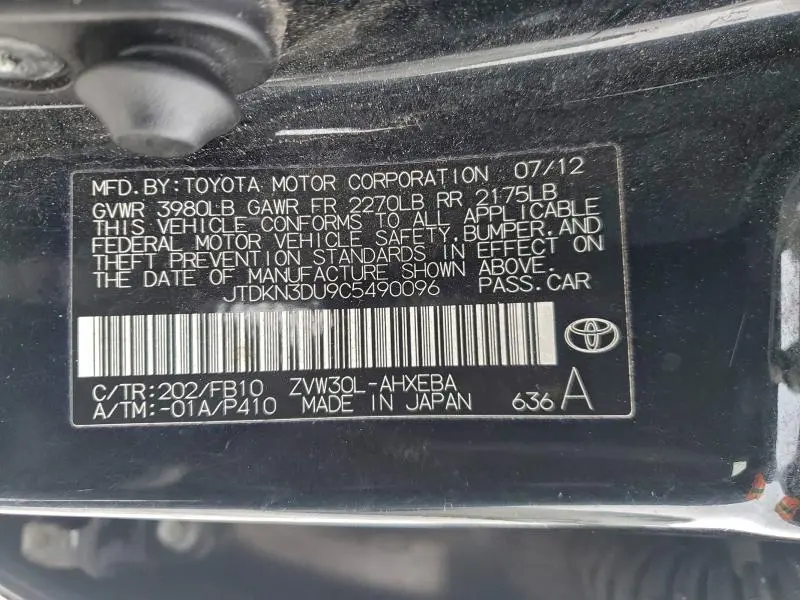 MFD.BY:TOYOTA MOTOR CORPORATION 07/12
GVWR 3980LB GAWR FR 2270LB RR 2175LB
THIS VEHICLE CONFORMS TO ALL APPLICABLE
FEDERAL MOTOR VEHICLE SAFETY,BUMPER,AND
THEFT PREVENTION STANDARDS IN EFFECT ON
THE DATE OF MANUFACTURE SHOWN ABOVE.
JTDKN3DU9C5490096 PASS.CAR
C/TR:202/FB10 ZVW30L-AHXEBA
A/TM:-01A/P410 MADE IN JAPAN 636 A